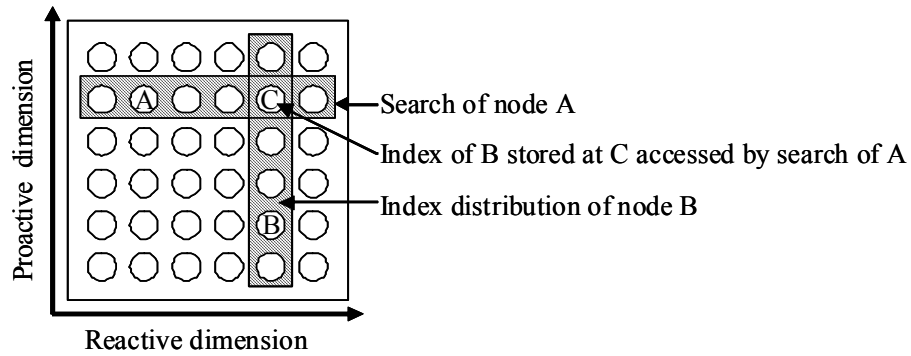 Proactive dimension
A
C
B
Search of node A
Index of B stored at C accessed by search of A
Index distribution of node B
Reactive dimension